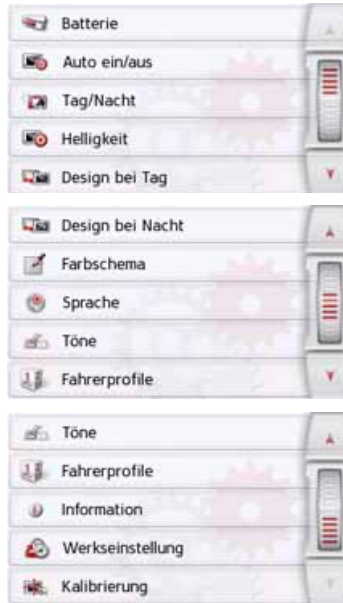 Batterie
Auto ein/aus
Tag/Nacht
Helligkeit
Design bei Tag
Design bei Nacht
Farbschema
Sprache
Töne
Fahrerprofile
Töne
Fahrerprofile
Information
Werkseinstellung
Kalibrierung